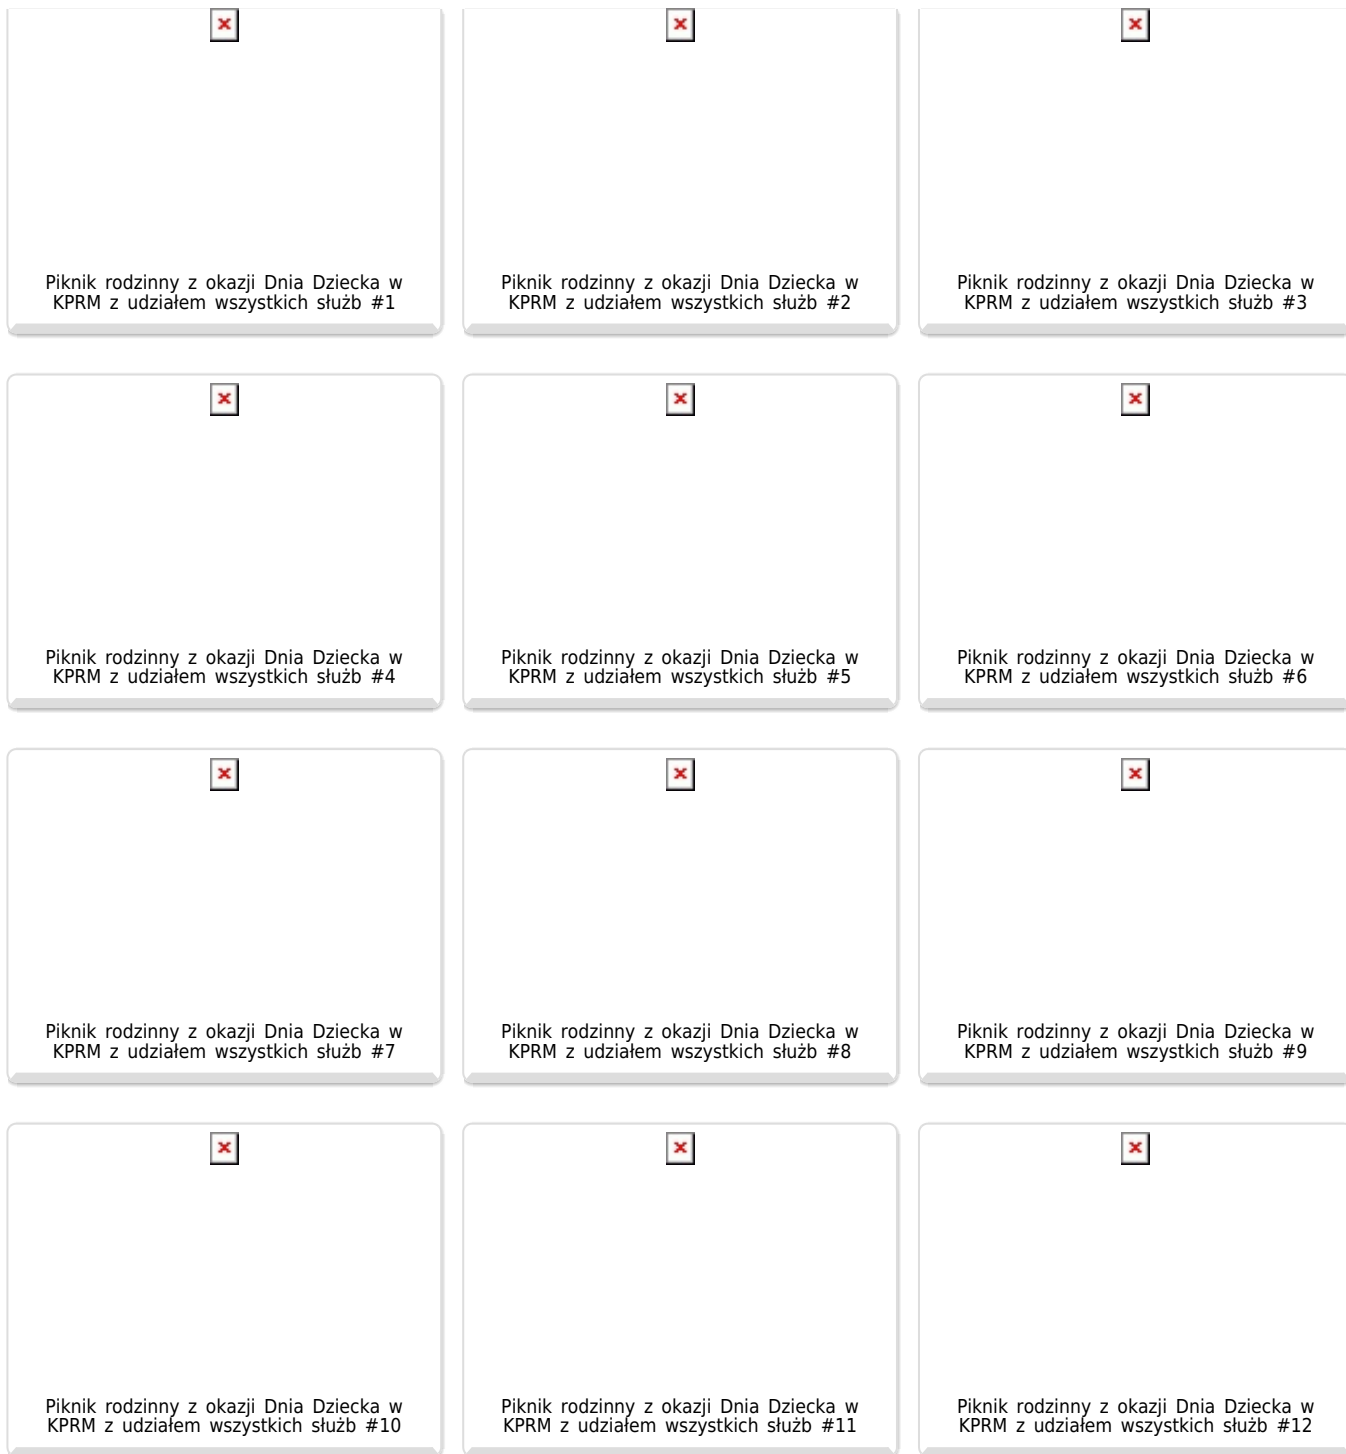 Piknik rodzinny z okazji Dnia Dziecka w
KPRM z udziałem wszystkich służb #1
Piknik rodzinny z okazji Dnia Dziecka w
KPRM z udziałem wszystkich służb #2
Piknik rodzinny z okazji Dnia Dziecka w
KPRM z udziałem wszystkich służb #3
Piknik rodzinny z okazji Dnia Dziecka w
KPRM z udziałem wszystkich służb #4
Piknik rodzinny z okazji Dnia Dziecka w
KPRM z udziałem wszystkich służb #5
Piknik rodzinny z okazji Dnia Dziecka w
KPRM z udziałem wszystkich służb #6
Piknik rodzinny z okazji Dnia Dziecka w
KPRM z udziałem wszystkich służb #7
Piknik rodzinny z okazji Dnia Dziecka w
KPRM z udziałem wszystkich służb #8
Piknik rodzinny z okazji Dnia Dziecka w
KPRM z udziałem wszystkich służb #9
Piknik rodzinny z okazji Dnia Dziecka w
KPRM z udziałem wszystkich służb #10
Piknik rodzinny z okazji Dnia Dziecka w
KPRM z udziałem wszystkich służb #11
Piknik rodzinny z okazji Dnia Dziecka w
KPRM z udziałem wszystkich służb #12